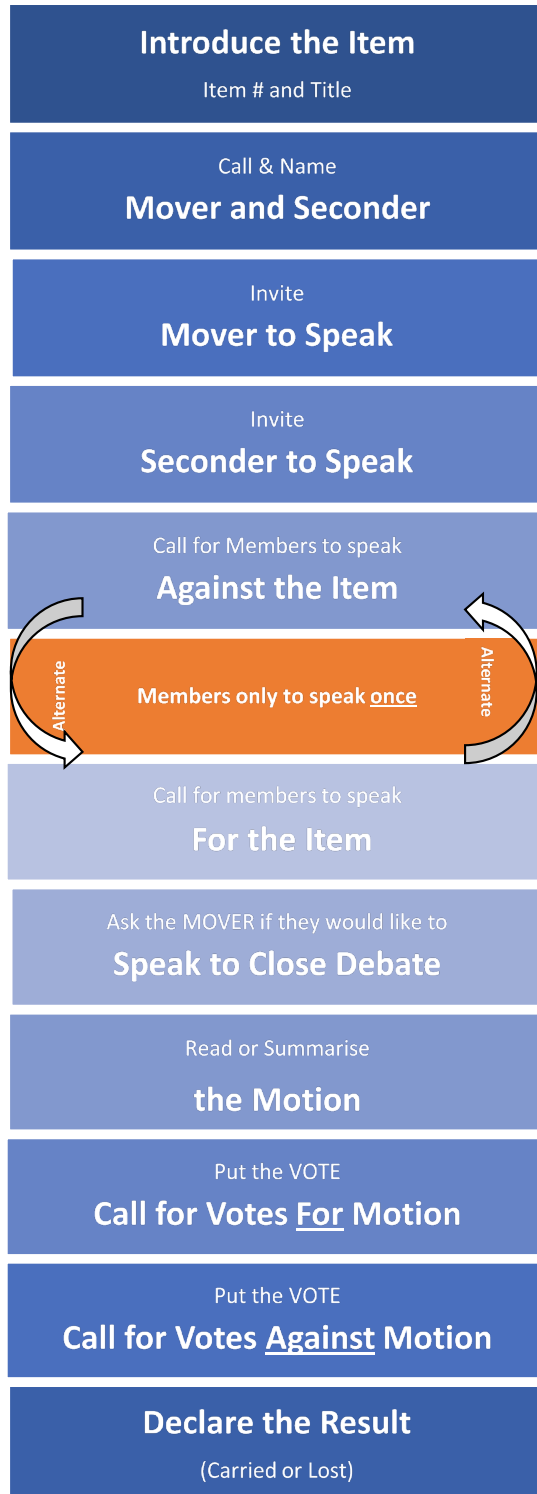 Introduce the Item
Item # and Title
Call & Name
Mover and Seconder
Invite
Mover to Speak
Invite
Seconder to Speak
Call for Members to speak
Against the Item
Alternate
Members only to speak once
Alternate
Call for members to speak
For the Item
Ask the MOVER if they would like to
Speak to Close Debate
Read or Summarise
the Motion
Put the VOTE
Call for Votes For Motion
Put the VOTE
Call for Votes Against Motion
Declare the Result
(Carried or Lost)